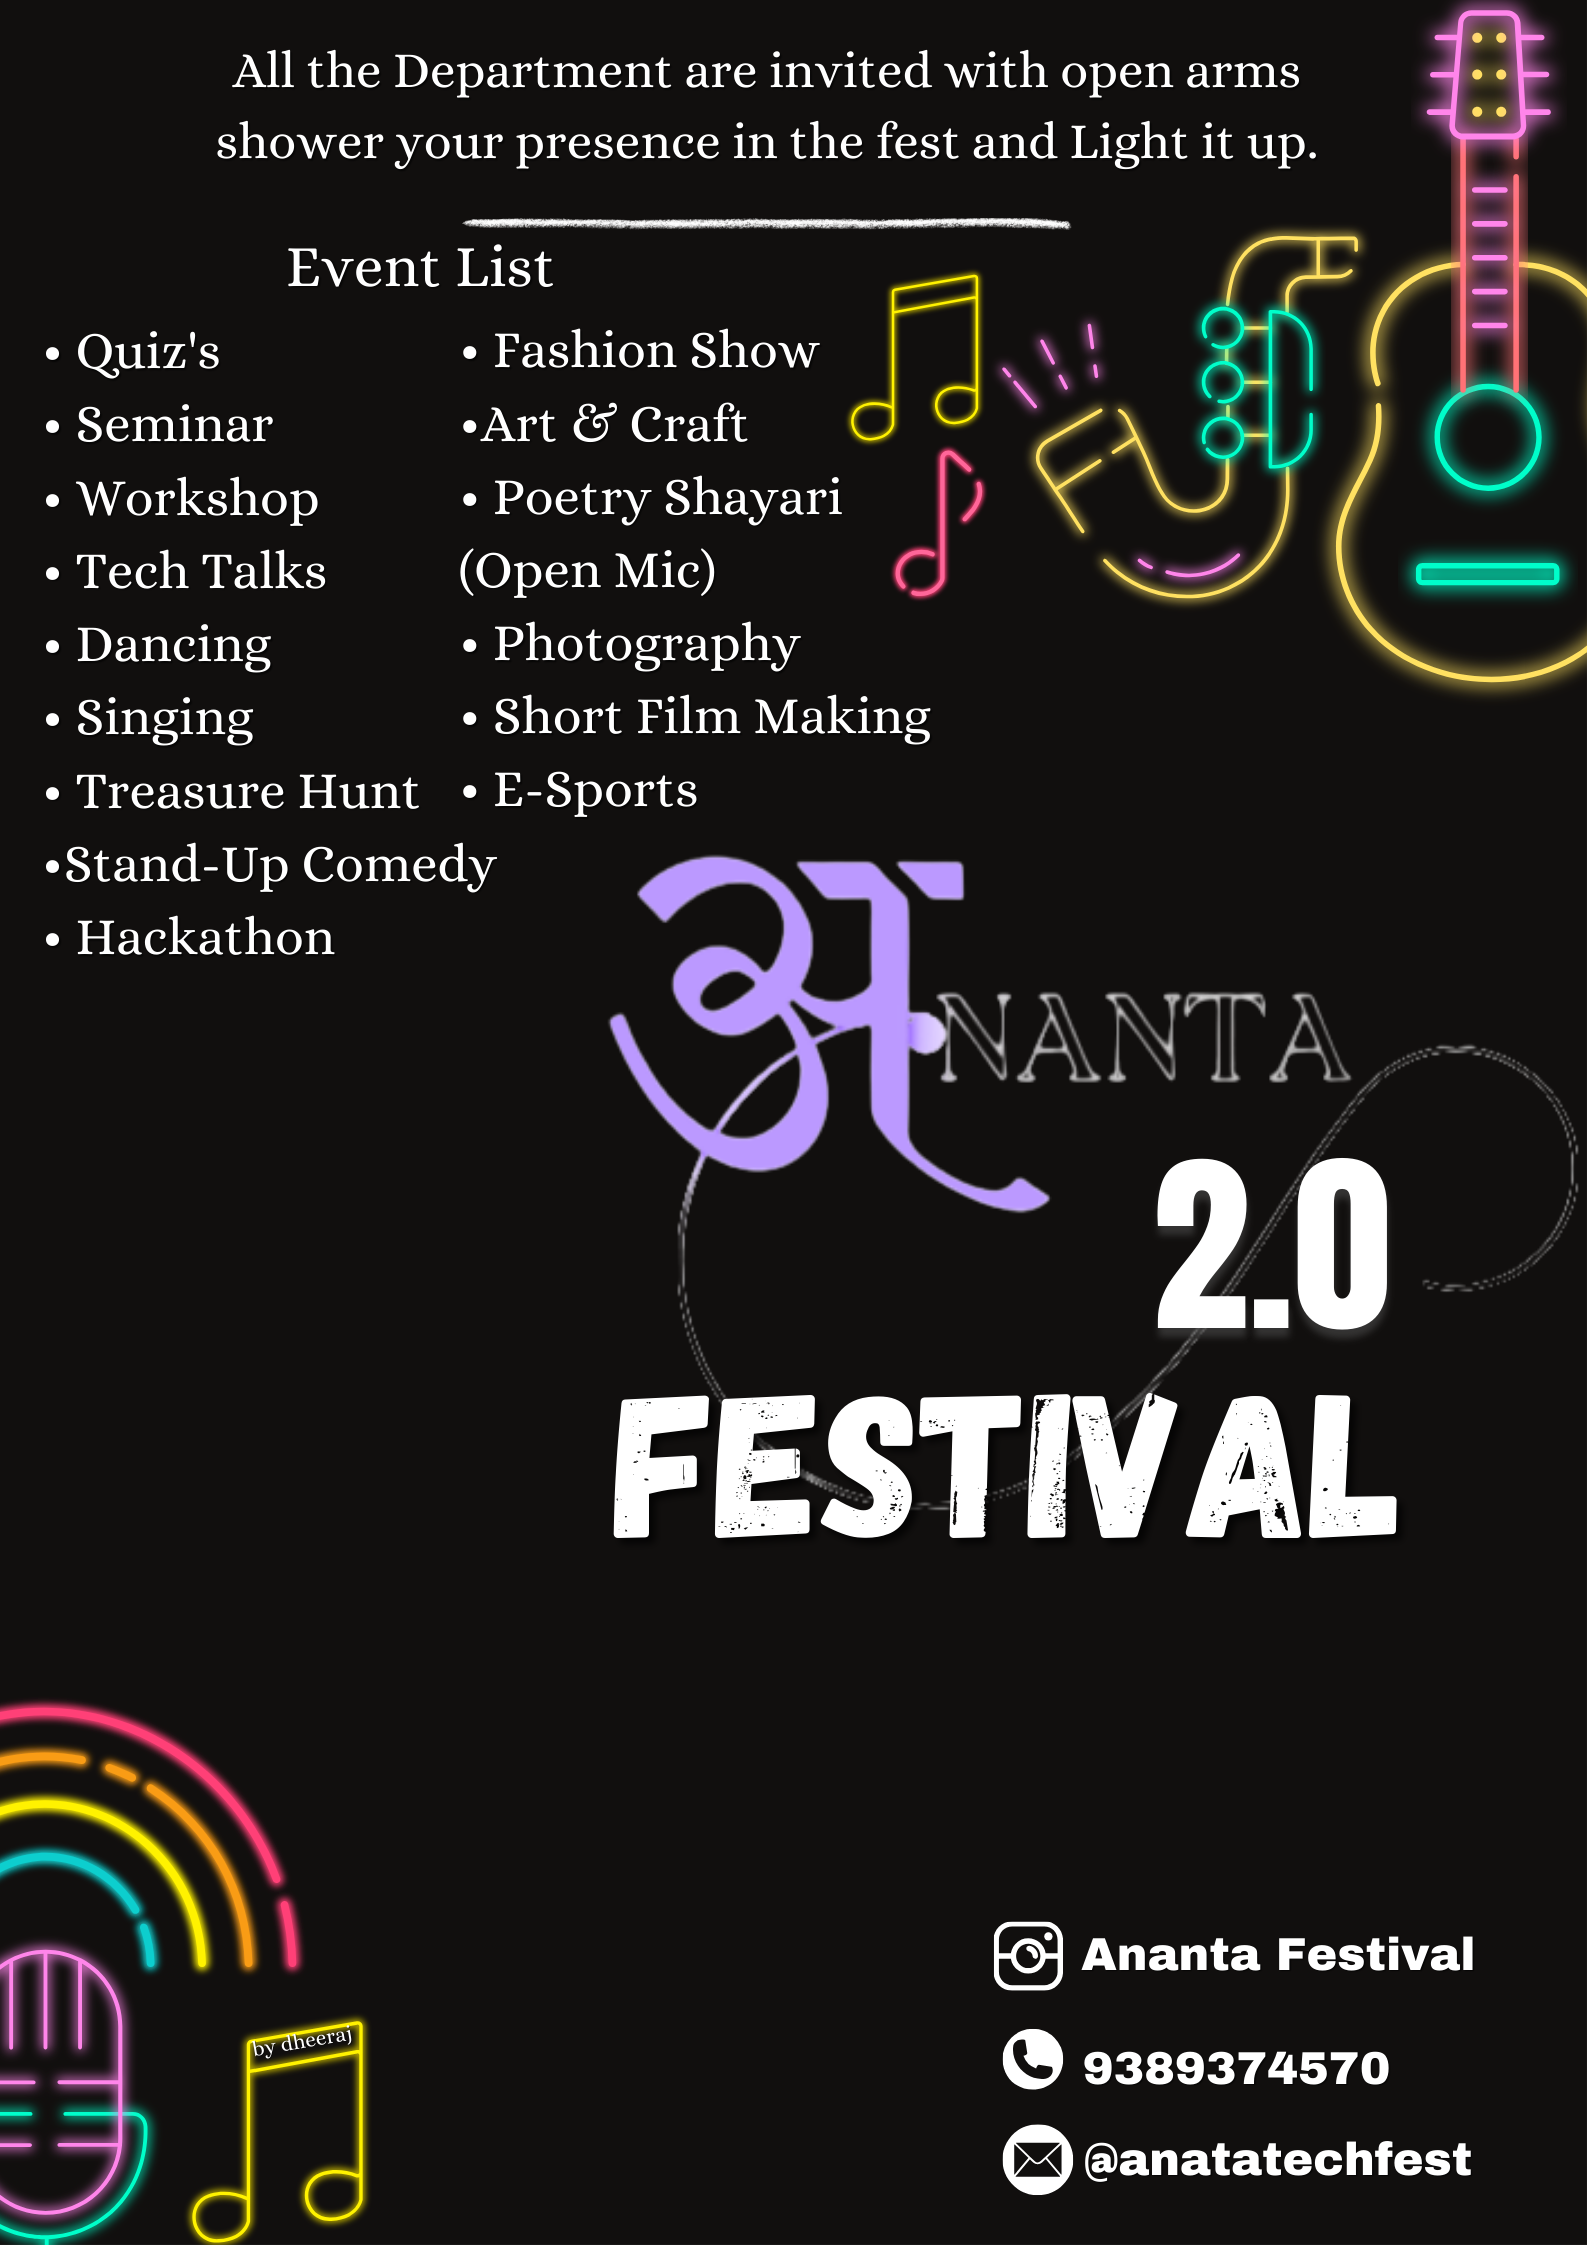 All the Department are invited with open arms
shower your presence in the fest and Light it up.
Event List
• Quiz's
• Seminar
• Workshop
• Tech Talks
• Dancing
• Singing
• Treasure Hunt
•Stand-Up Comedy
• Hackathon
• Fashion Show
•Art & Craft
• Poetry Shayari
(Open Mic)
• Photography
• Short Film Making
• E-Sports
अNANTA
2.0
FESTIVAL
by dheeraj
Ananta Festival
9389374570
@anatatechfest